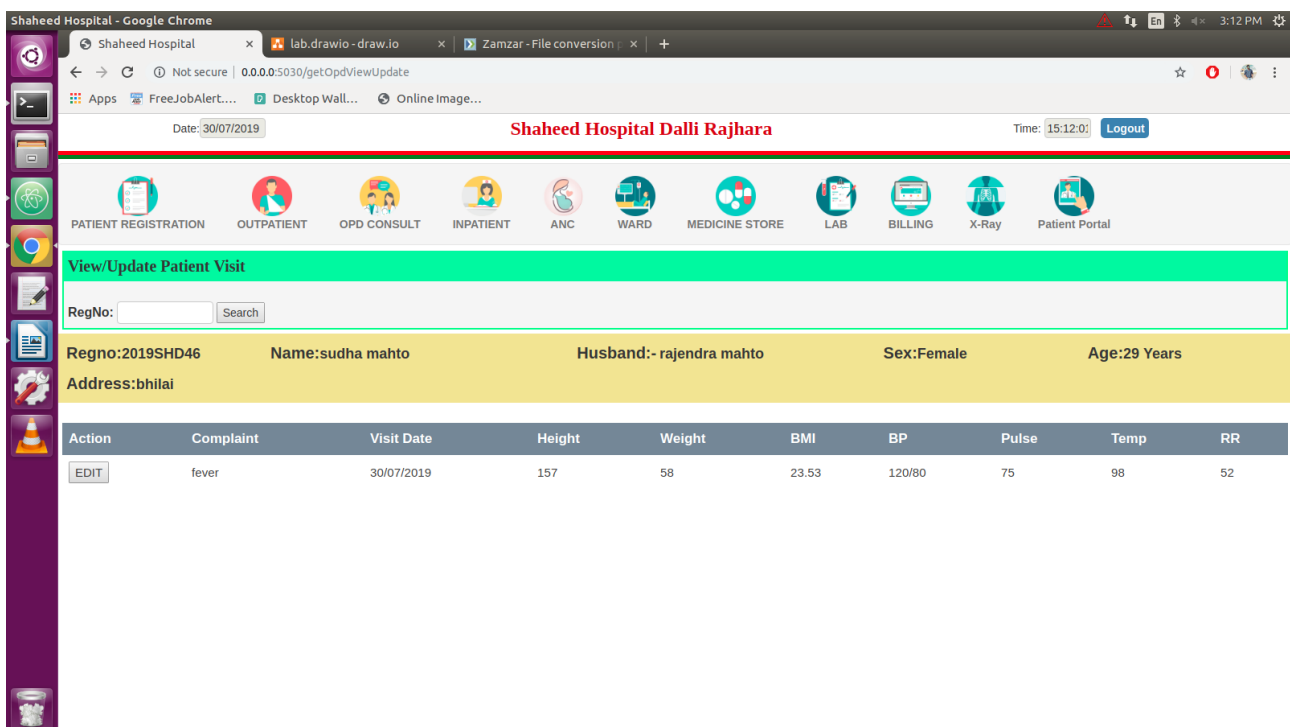 Shaheed Hospital - Google Chrome En 3:12 PM
Shaheed Hospital × lab.drawio - draw.io × Zamzar - File conversion p × +
Not secure | 0.0.0.0:5030/getOpdViewUpdate
Apps FreeJobAlert.... Desktop Wall... Online Image...
Date: 30/07/2019 Shaheed Hospital Dalli Rajhara Time: 15:12:01 Logout
PATIENT REGISTRATION OUTPATIENT OPD CONSULT INPATIENT ANC WARD MEDICINE STORE LAB BILLING X-Ray Patient Portal
View/Update Patient Visit
RegNo: Search
Regno:2019SHD46 Name:sudha mahto Husband:- rajendra mahto Sex:Female Age:29 Years
Address:bhilai
Action Complaint Visit Date Height Weight BMI BP Pulse Temp RR
EDIT fever 30/07/2019 157 58 23.53 120/80 75 98 52